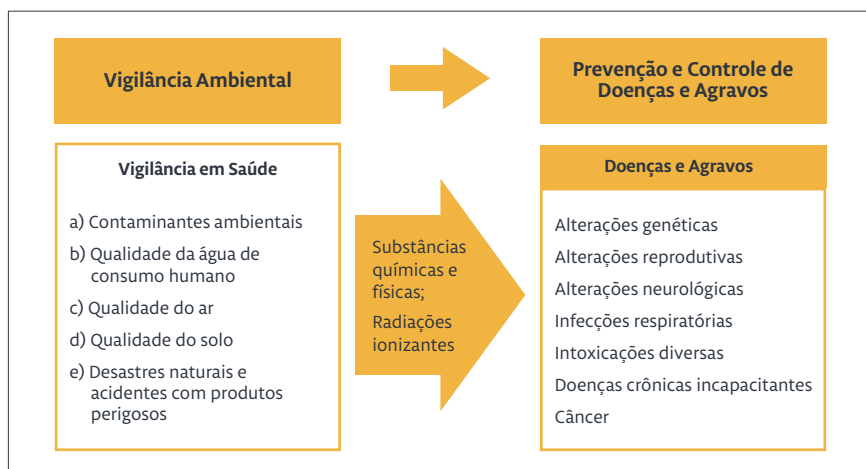 Vigilância Ambiental
Prevenção e Controle de
Doenças e Agravos
Vigilância em Saúde
a) Contaminantes ambientais
b) Qualidade da água de
consumo humano
c) Qualidade do ar
d) Qualidade do solo
e) Desastres naturais e
acidentes com produtos
perigosos
Substâncias
químicas e
físicas;
Radiações
ionizantes
Doenças e Agravos
Alterações genéticas
Alterações reprodutivas
Alterações neurológicas
Infecções respiratórias
Intoxicações diversas
Doenças crônicas incapacitantes
Câncer